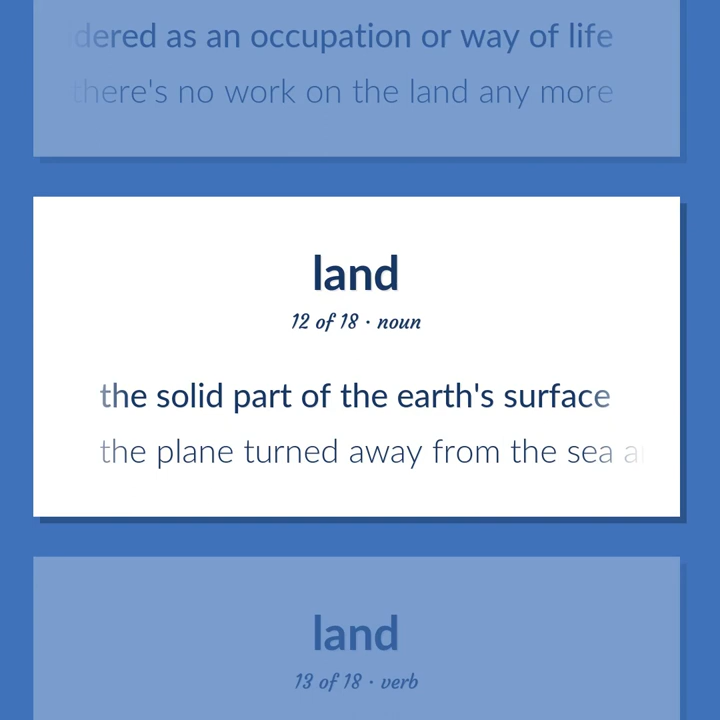 as an occupation or way of life
there's no work on the land any more
land
12 of 18 · noun
the solid part of the earth's surface
the plane turned away from the sea
land
13 of 18 · verb